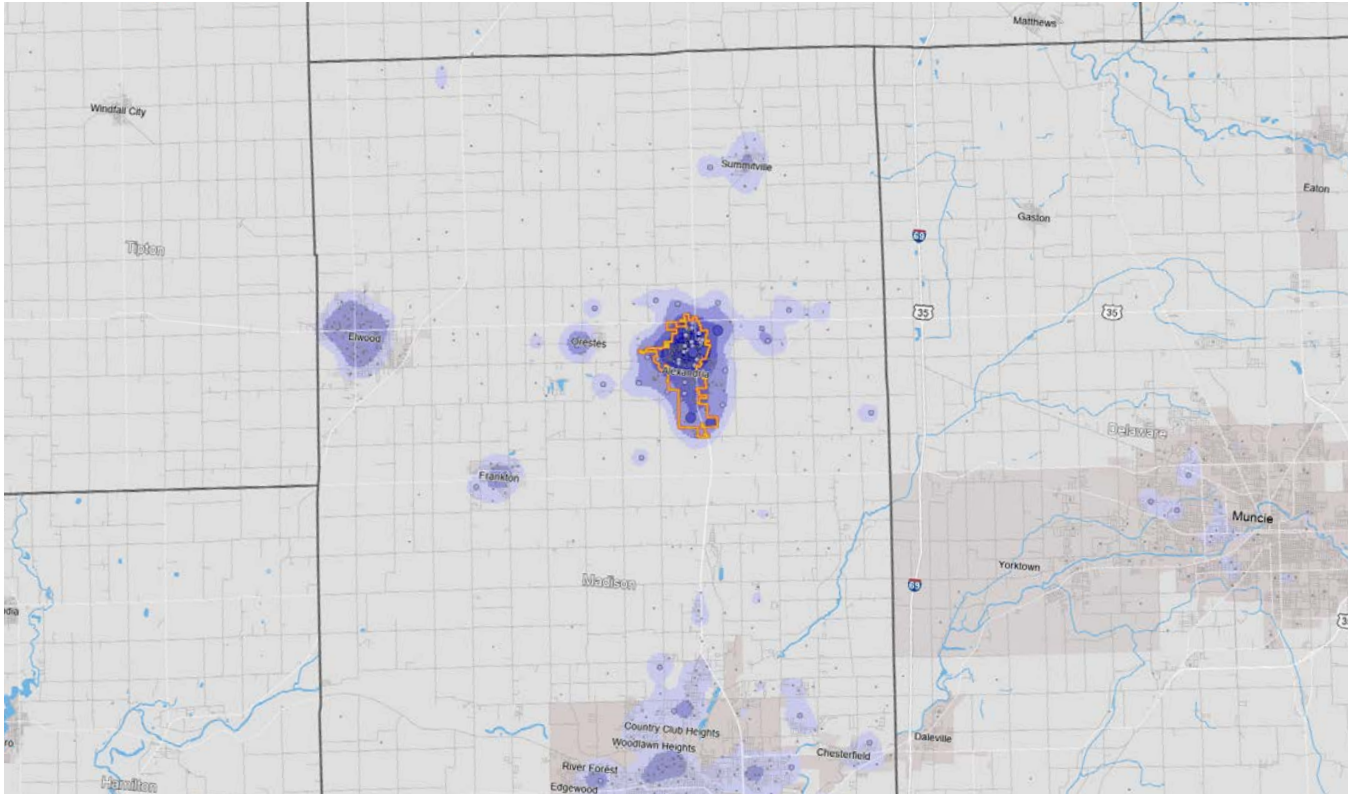 Matthews
Windfall City
Summitville
Eaton
Gaston
69
Tipton
35
35
Elwood
Orestes
Alexandria
Delaware
Frankton
Muncie
Yorktown
Madison
69
Country Club Heights
Woodlawn Heights
Daleville
Chesterfield
River Forest
Edgewood
Hamilton